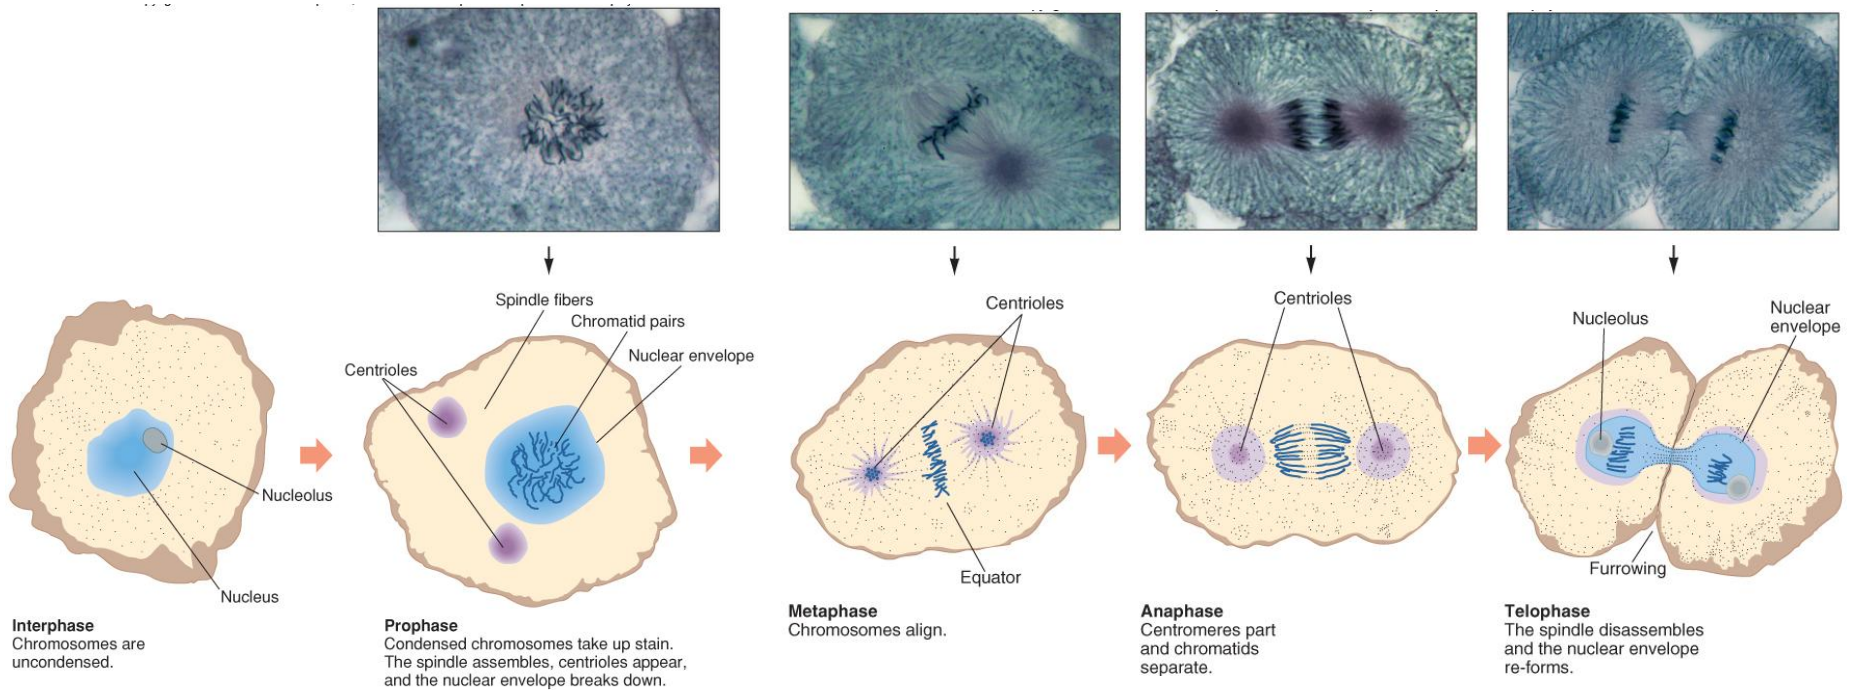 Spindle fibers
Chromatid pairs
Nuclear envelope
Centrioles
Centrioles
Centrioles
Nucleolus
Nuclear
envelope
Nucleolus
Nucleus
Equator
Furrowing
Interphase
Chromosomes are
uncondensed.
Prophase
Condensed chromosomes take up stain.
The spindle assembles, centrioles appear,
and the nuclear envelope breaks down.
Metaphase
Chromosomes align.
Anaphase
Centromeres part
and chromatids
separate.
Telophase
The spindle disassembles
and the nuclear envelope
re-forms.